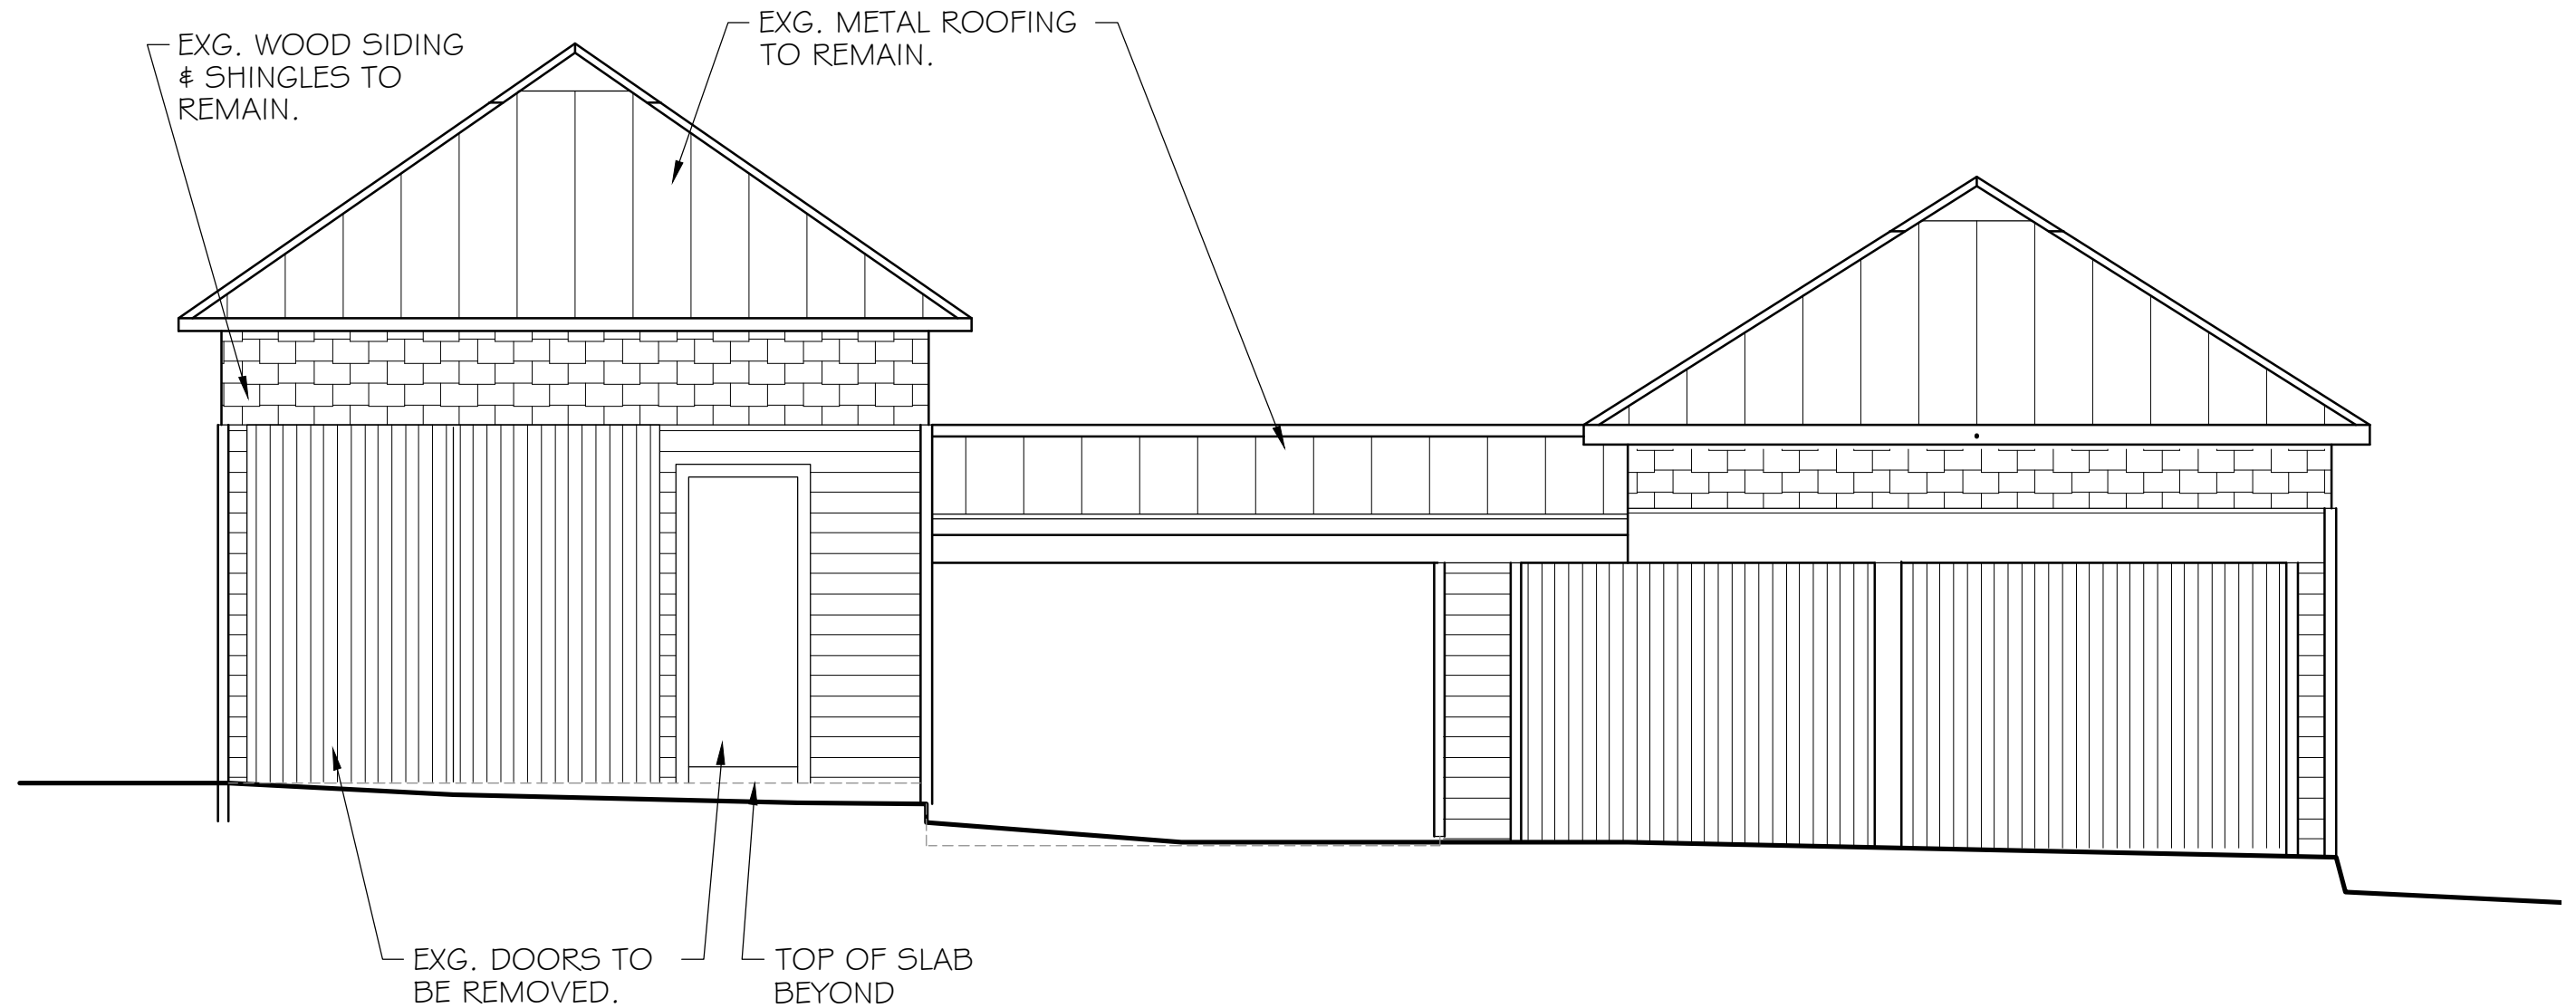 EXG. WOOD SIDING
& SHINGLES TO
REMAIN.
EXG. METAL ROOFING
TO REMAIN.
EXG. DOORS TO
BE REMOVED.
TOP OF SLAB
BEYOND